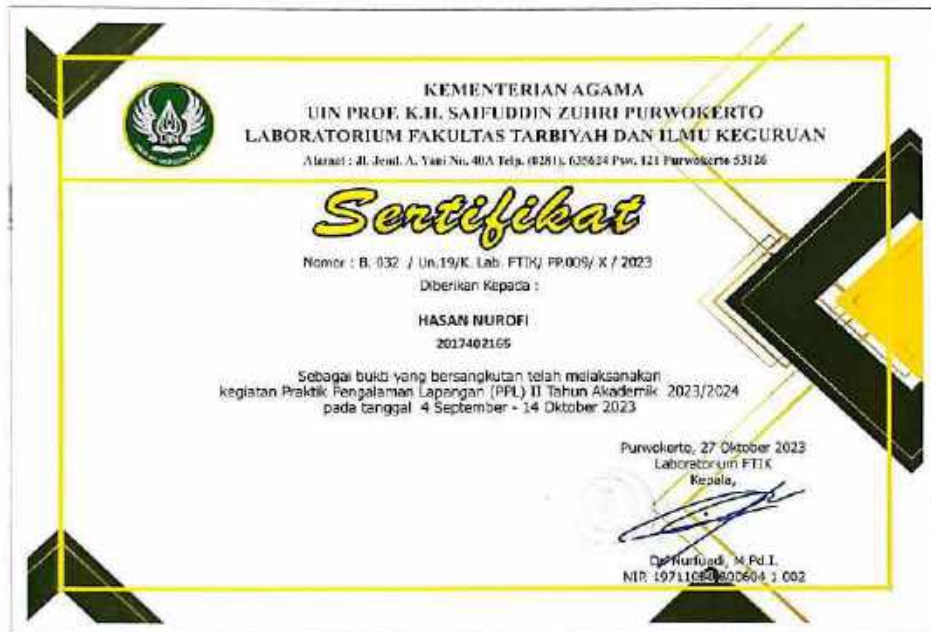 KEMENTERIAN AGAMA
UIN PROF. K.H. SAIFUDDIN ZUHRI PURWOKERTO
LABORATORIUM FAKULTAS TARBIYAH DAN ILMU KEGURUAN
Alamat : Jl. Jend. A. Yani No. 40A Telp. (0281). 635624 Psw. 121 Purwokerto 53126
Sertifikat
Nomor : B. 032 / Un.19/K. Lab. FTIK/ PP.009/ X / 2023
Diberikan Kepada :
HASAN NUROFI
2017402165
Sebagai bukti yang bersangkutan telah melaksanakan
kegiatan Praktik Pengalaman Lapangan (PPL) II Tahun Akademik 2023/2024
pada tanggal 4 September - 14 Oktober 2023
Purwokerto, 27 Oktober 2023
Laboratorium FTIK
Kepala,
Dr. Nurfuadi, M.Pd.I.
NIP.
UIN